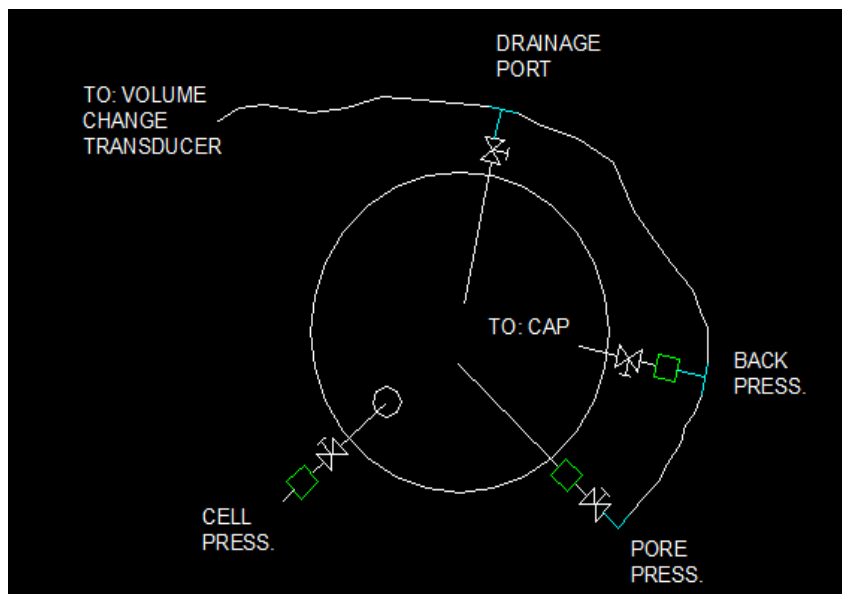 DRAINAGE
PORT
TO: VOLUME
CHANGE
TRANSDUCER
TO: CAP
BACK
PRESS.
CELL
PRESS.
PORE
PRESS.